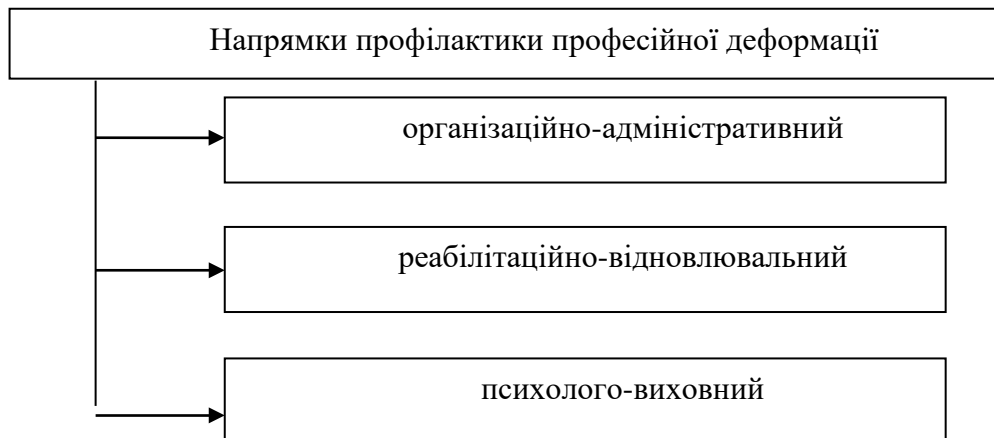 Напрямки профілактики професійної деформації
організаційно-адміністративний
реабілітаційно-відновлювальний
психолого-виховний